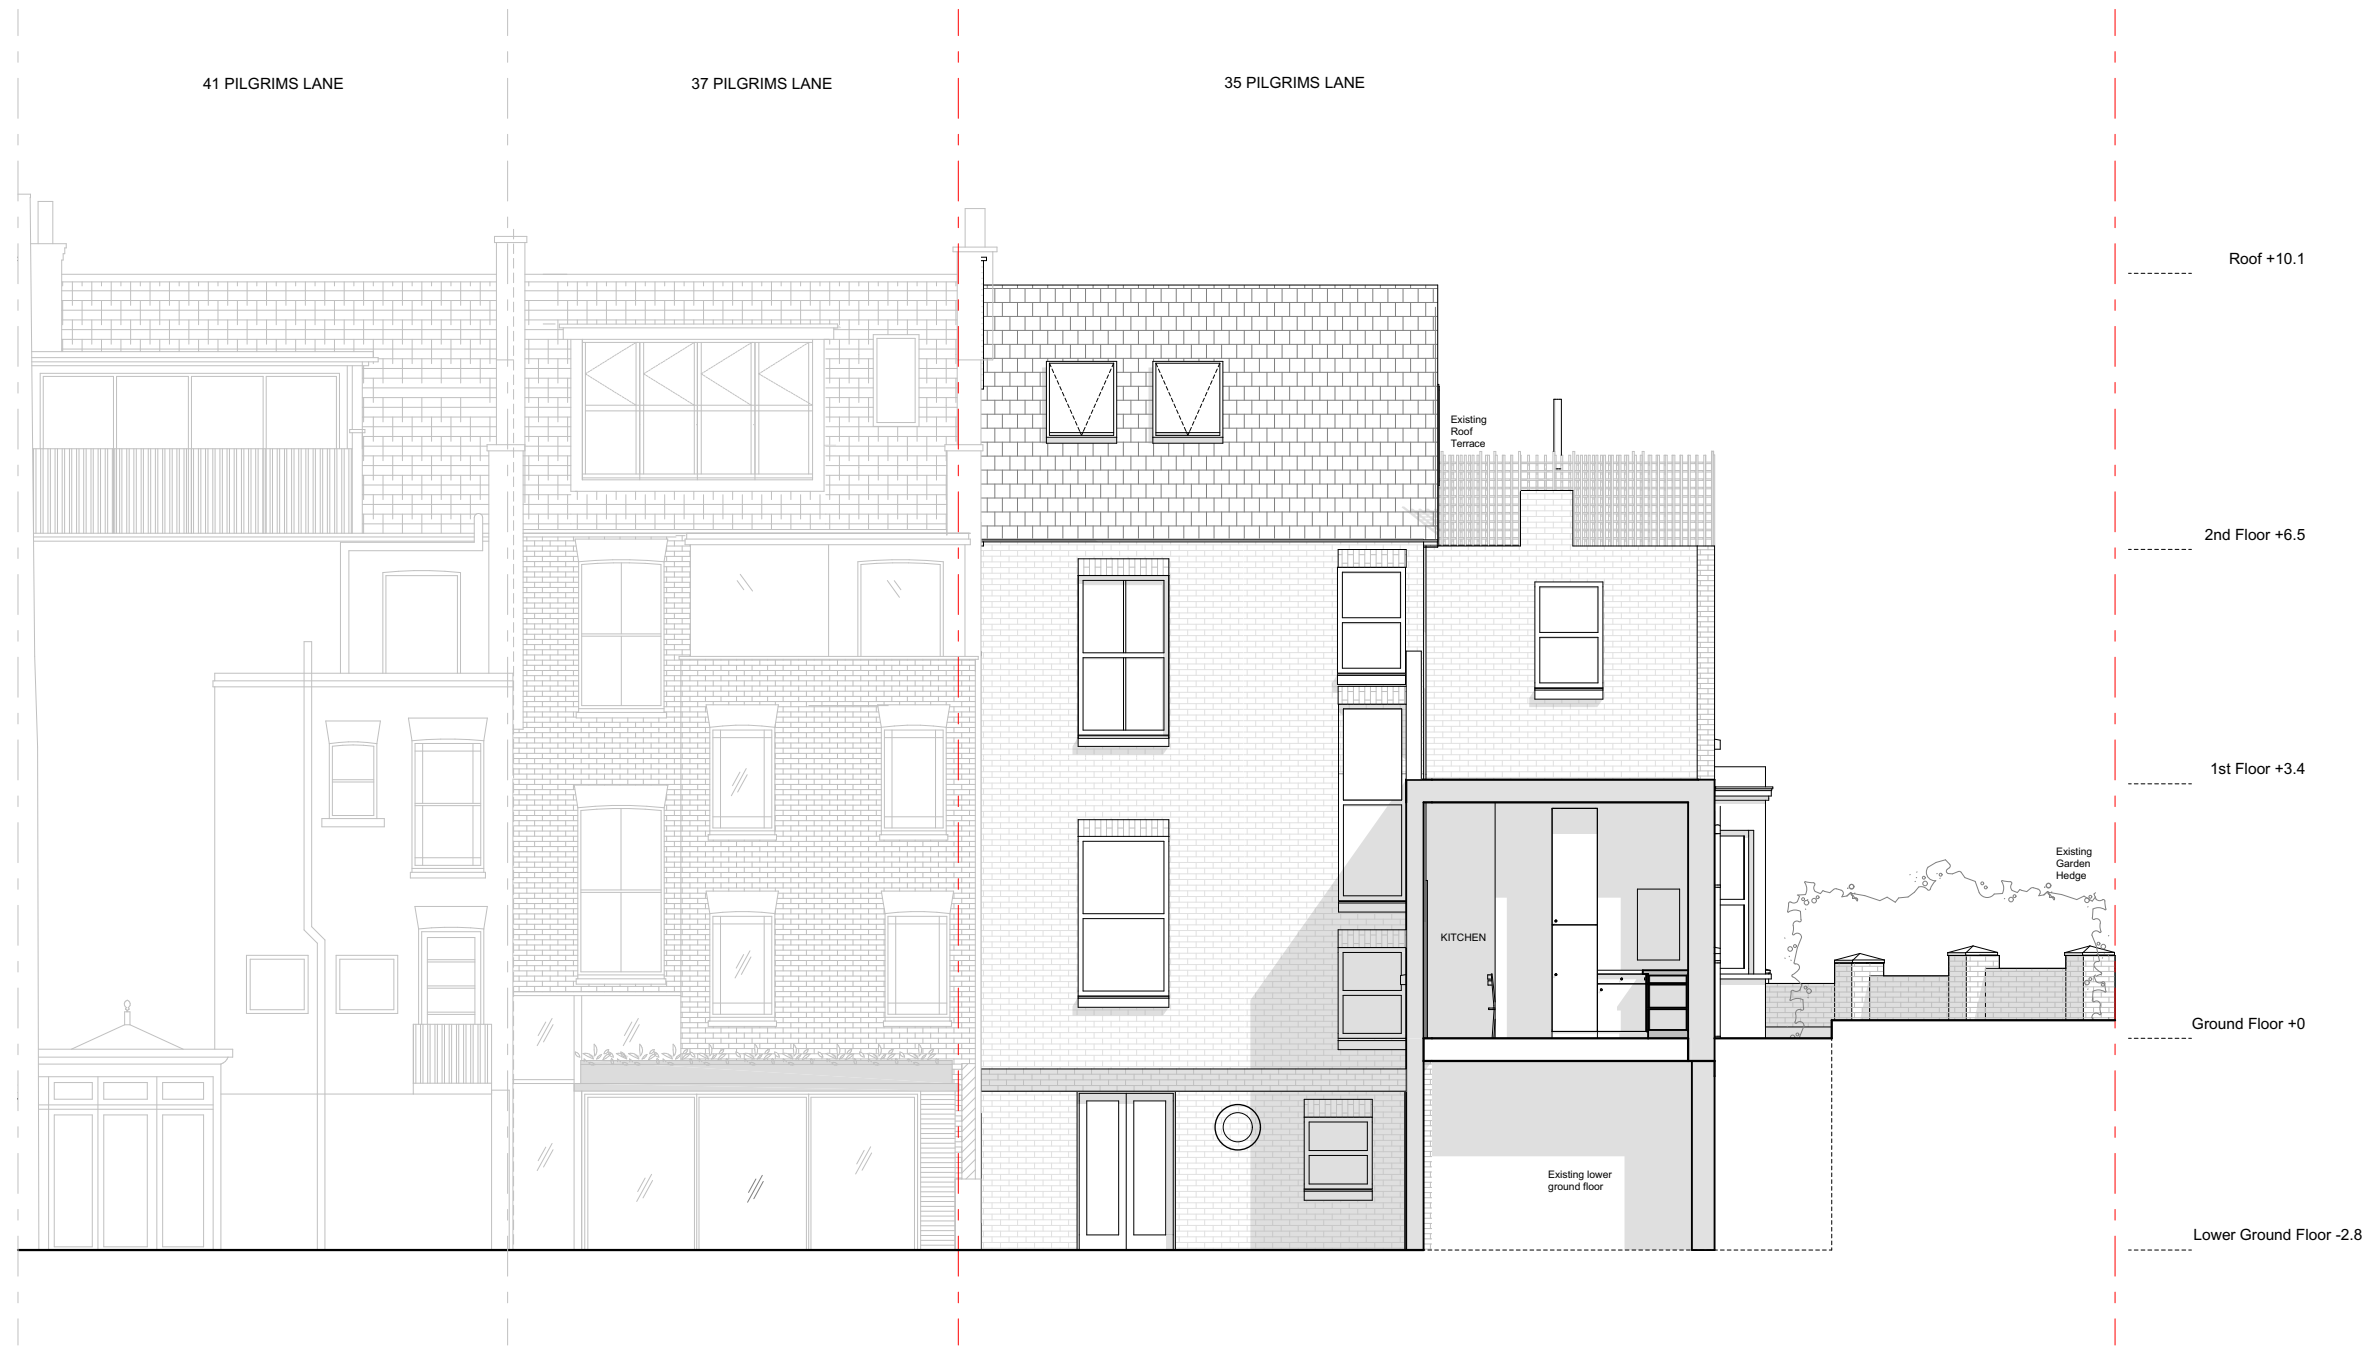 41 PILGRIMS LANE
37 PILGRIMS LANE
35 PILGRIMS LANE
Roof +10.1
Existing
Roof
Terrace
2nd Floor +6.5
1st Floor +3.4
Existing
Garden
Hedge
KITCHEN
Ground Floor +0
Existing lower
ground floor
Lower Ground Floor -2.8